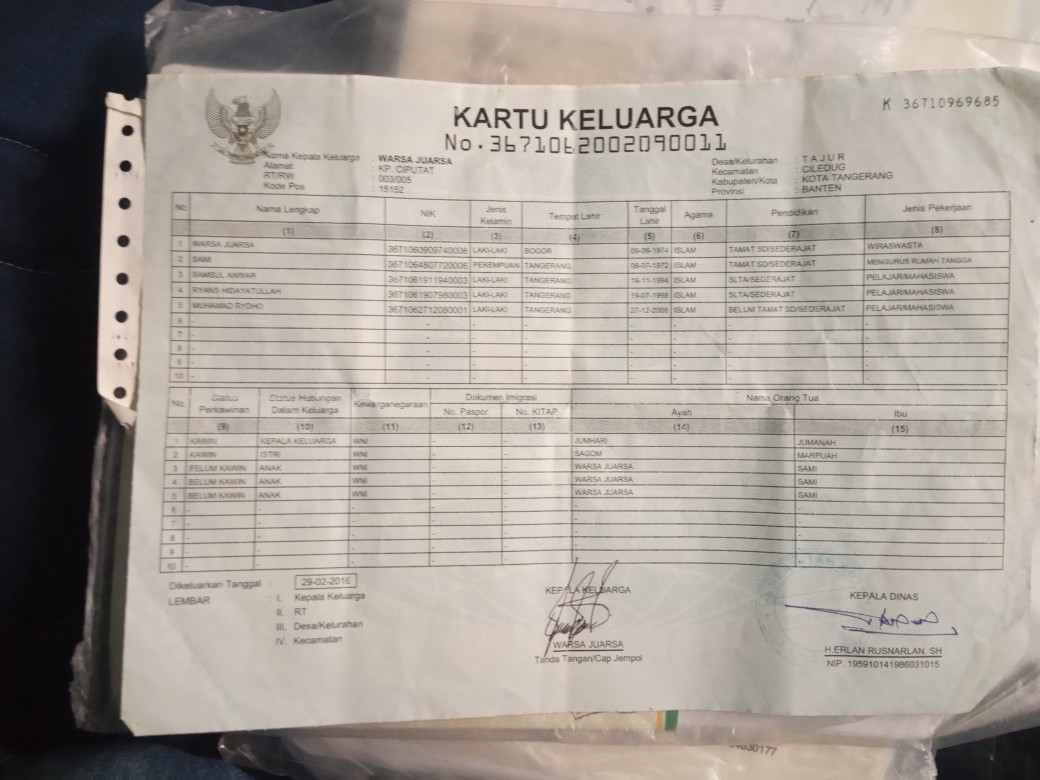 KARTU KELUARGA
No.3671062002090011
K 36710969685
Nama Kepala Keluarga : WARSA JUARSA
Alamat : KP. CIPUTAT
RT/RW : 003/005
Kode Pos : 15152
Desa/Kelurahan : TAJUR
Kecamatan : CILEDUG
Kabupaten/Kota : KOTA TANGERANG
Provinsi : BANTEN
No Nama Lengkap NIK Jenis Kelamin Tempat Lahir Tanggal Lahir Agama Pendidikan Jenis Pekerjaan
(1) (2) (3) (4) (5) (6) (7) (8)
1 WARSA JUARSA 3671060909740006 LAKI-LAKI BOGOR 09-09-1974 ISLAM TAMAT SD/SEDERAJAT WIRASWASTA
2 SAMI 3671064807720006 PEREMPUAN TANGERANG 08-07-1972 ISLAM TAMAT SD/SEDERAJAT MENGURUS RUMAH TANGGA
3 SAMSUL ANWAR 3671061911940003 LAKI-LAKI TANGERANG 19-11-1994 ISLAM SLTA/SEDERAJAT PELAJAR/MAHASISWA
4 RYANS HIDAYATULLAH 3671061907980003 LAKI-LAKI TANGERANG 19-07-1998 ISLAM SLTA/SEDERAJAT PELAJAR/MAHASISWA
5 MUHAMAD RYDHO 3671062712080001 LAKI-LAKI TANGERANG 27-12-2008 ISLAM BELUM TAMAT SD/SEDERAJAT PELAJAR/MAHASISWA
6 - - - - - - - -
7 - - - - - - - -
8 - - - - - - - -
9 - - - - - - - -
10 - - - - - - - -
No. Status Perkawinan Status Hubungan Dalam Keluarga Kewarganegaraan Dokumen Imigrasi Nama Orang Tua
No. Paspor No. KITAP Ayah Ibu
(9) (10) (11) (12) (13) (14) (15)
1 KAWIN KEPALA KELUARGA WNI - - JUMHARI JUMANAH
2 KAWIN ISTRI WNI - - SAGOM MARPUAH
3 BELUM KAWIN ANAK WNI - - WARSA JUARSA SAMI
4 BELUM KAWIN ANAK WNI - - WARSA JUARSA SAMI
5 BELUM KAWIN ANAK WNI - - WARSA JUARSA SAMI
6 - - - - - - -
7 - - - - - - -
8 - - - - - - -
9 - - - - - - -
10 - - - - - - -
Dikeluarkan Tanggal : 29-02-2016
LEMBAR : I. Kepala Keluarga
II. RT
III. Desa/Kelurahan
IV. Kecamatan
KEPALA KELUARGA
WARSA JUARSA
Tanda Tangan/Cap Jempol
KEPALA DINAS
H.ERLAN RUSNARLAN, SH
NIP. 195910141986031015